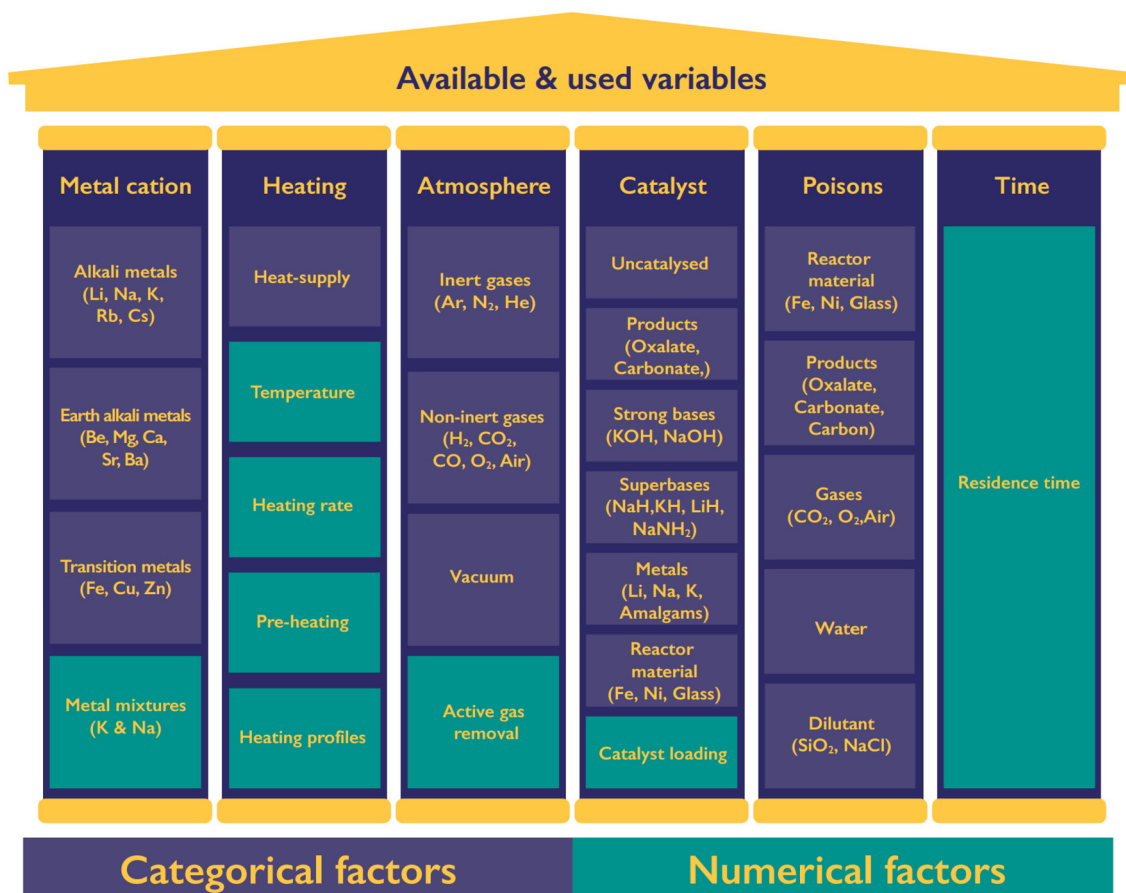 Available & used variables
Metal cation
Alkali metals
(Li, Na, K,
Rb, Cs)
Earth alkali metals
(Be, Mg, Ca,
Sr, Ba)
Transition metals
(Fe, Cu, Zn)
Metal mixtures
(K & Na)
Heating
Heat-supply
Temperature
Heating rate
Pre-heating
Heating profiles
Atmosphere
Inert gases
(Ar, N₂, He)
Non-inert gases
(H₂, CO₂,
CO, O₂, Air)
Vacuum
Active gas
removal
Catalyst
Uncatalysed
Products
(Oxalate,
Carbonate,)
Strong bases
(KOH, NaOH)
Superbases
(NaH,KH, LiH,
NaNH₂)
Metals
(Li, Na, K,
Amalgams)
Reactor
material
(Fe, Ni, Glass)
Catalyst loading
Poisons
Reactor
material
(Fe, Ni, Glass)
Products
(Oxalate,
Carbonate,
Carbon)
Gases
(CO₂, O₂,Air)
Water
Dilutant
(SiO₂, NaCl)
Time
Residence time
Categorical factors
Numerical factors